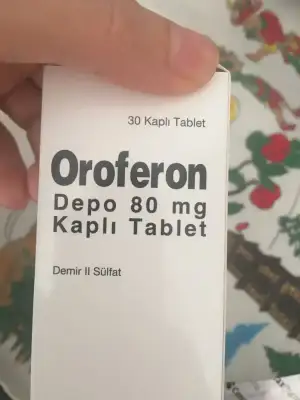 30 Kaplı Tablet
Oroferon
Depo 80 mg
Kaplı Tablet
Demir II Sülfat